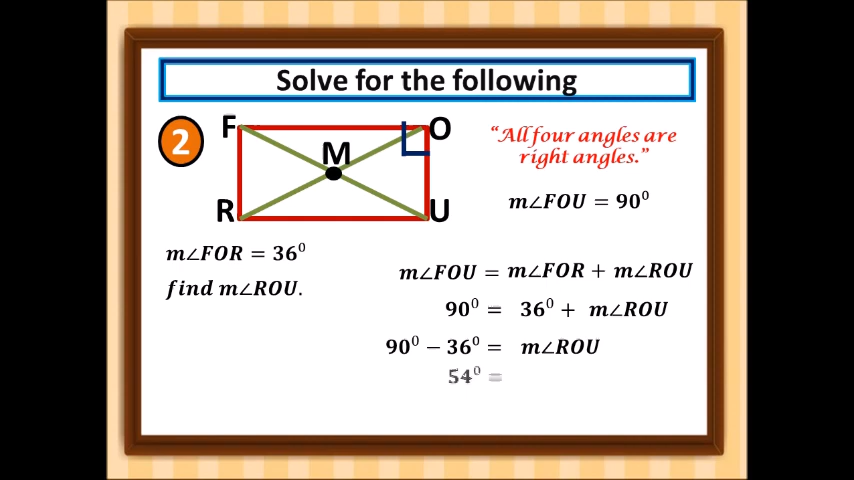 Solve for the following
2
F
O
M
R
U
"All four angles are
right angles."
m∠FOU = 90⁰
m∠FOR = 36⁰
find m∠ROU.
m∠FOU = m∠FOR + m∠ROU
90⁰ = 36⁰ + m∠ROU
90⁰ − 36⁰ = m∠ROU
54⁰ =